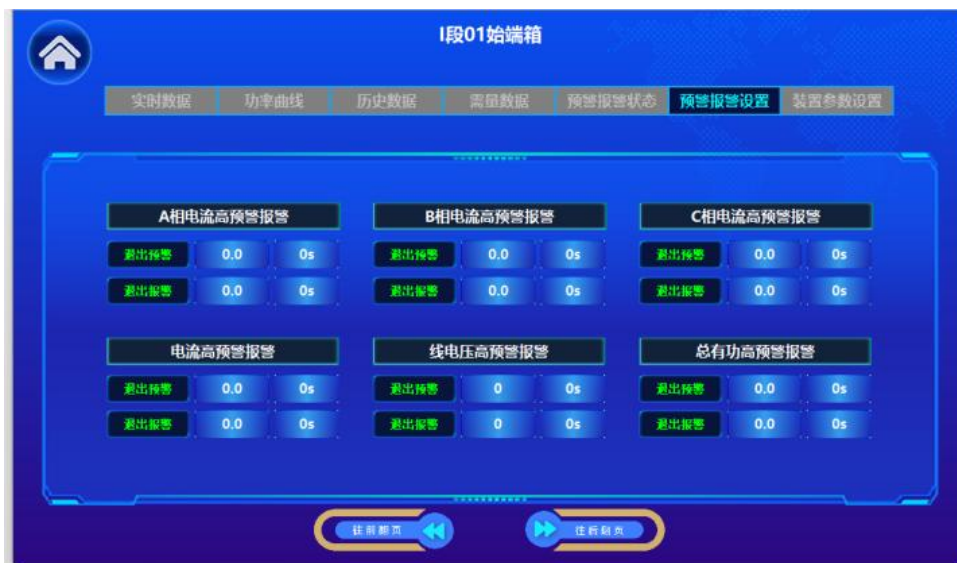 I段01始端箱
实时数据 功率曲线 历史数据 需量数据 预警报警状态 预警报警设置 装置参数设置
A相电流高预警报警 B相电流高预警报警 C相电流高预警报警
退出预警 0.0 0s 退出预警 0.0 0s 退出预警 0.0 0s
退出报警 0.0 0s 退出报警 0.0 0s 退出报警 0.0 0s
电流高预警报警 线电压高预警报警 总有功高预警报警
退出预警 0.0 0s 退出预警 0 0s 退出预警 0.0 0s
退出报警 0.0 0s 退出报警 0 0s 退出报警 0.0 0s
往前翻页 往后翻页